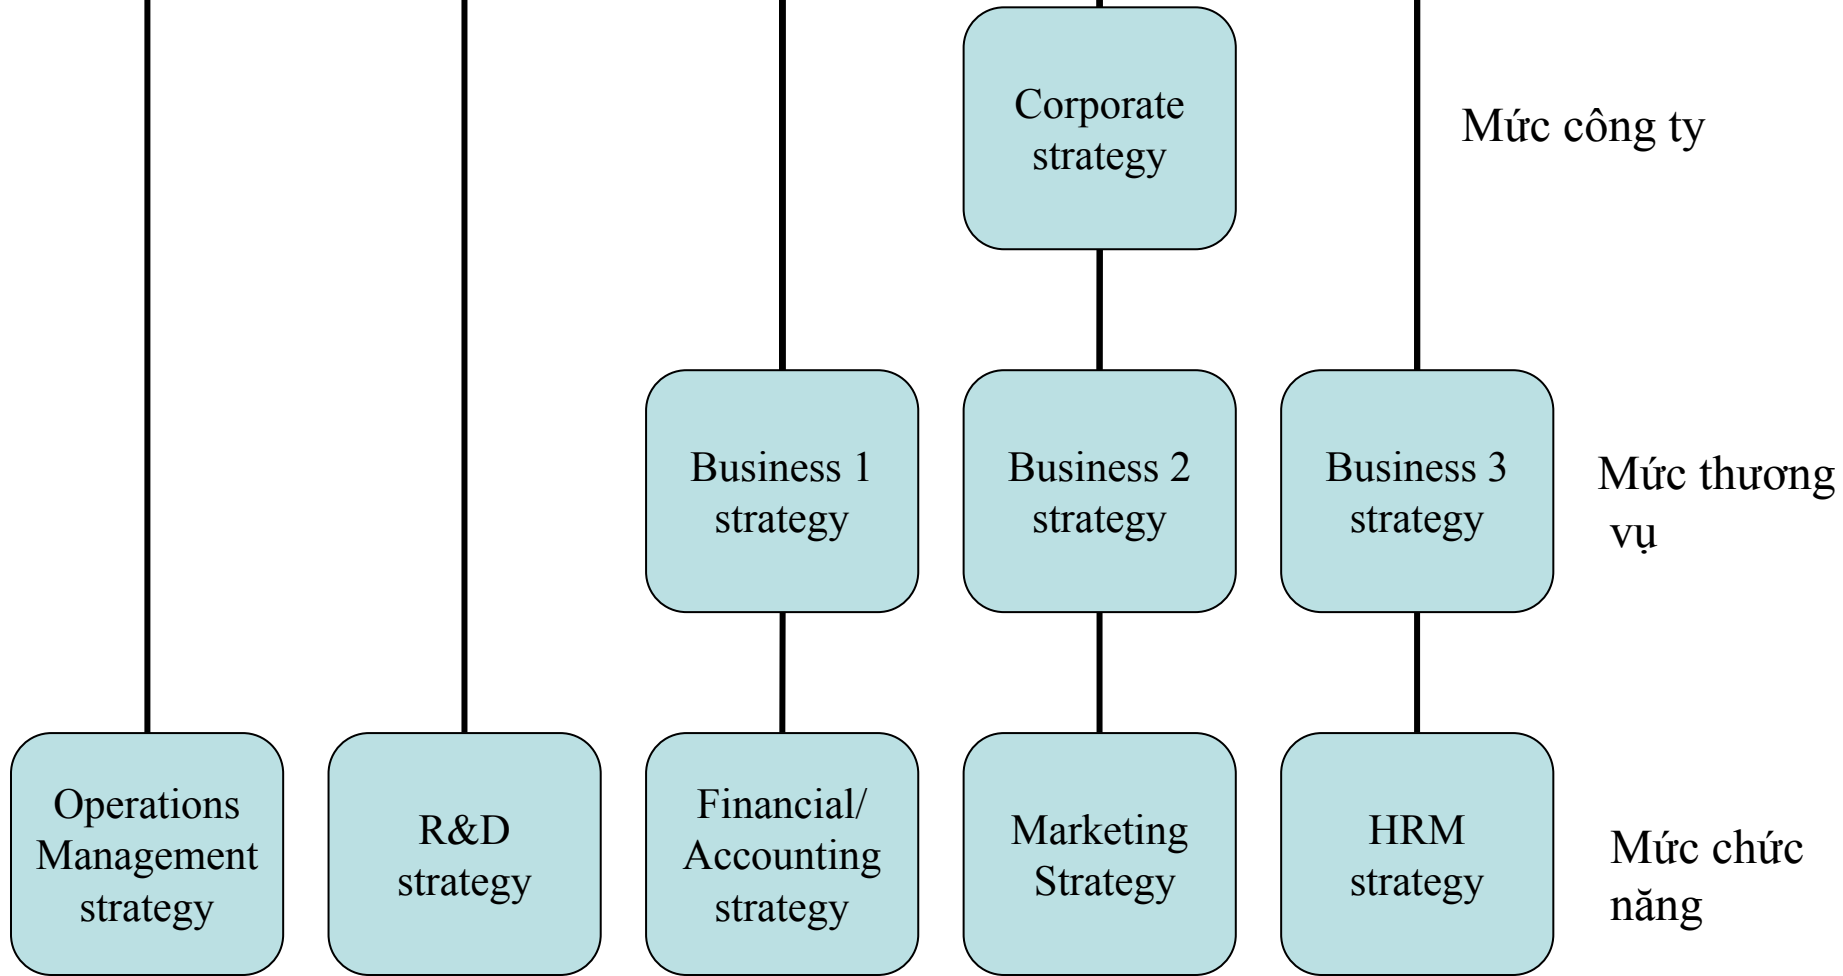 Corporate
strategy
Mức công ty
Business 1
strategy
Business 2
strategy
Business 3
strategy
Mức thương
vụ
Operations
Management
strategy
R&D
strategy
Financial/
Accounting
strategy
Marketing
Strategy
HRM
strategy
Mức chức
năng